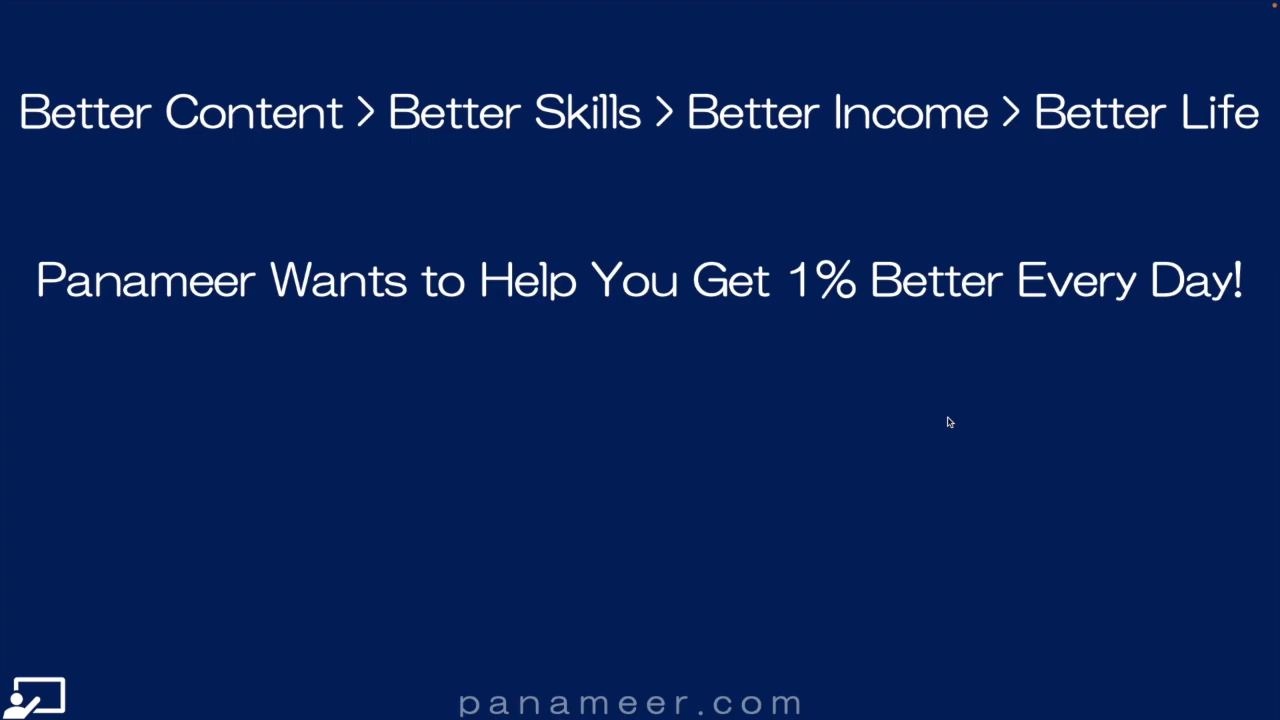 Better Content > Better Skills > Better Income > Better Life
Panameer Wants to Help You Get 1% Better Every Day!
panameer.com